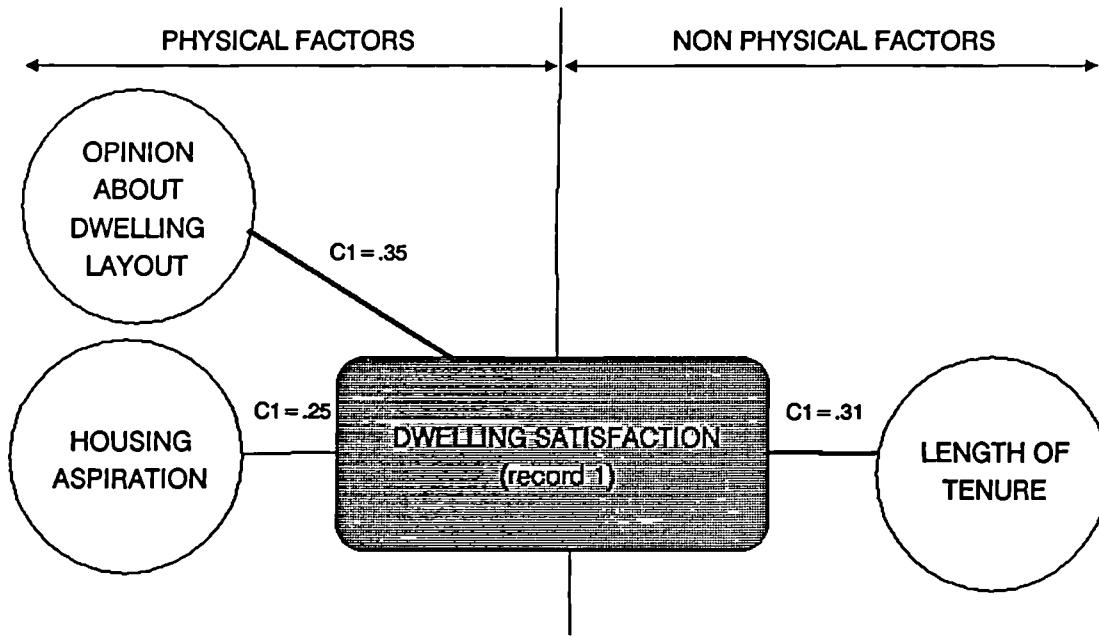 PHYSICAL FACTORS
NON PHYSICAL FACTORS
OPINION
ABOUT
DWELLING
LAYOUT
C1=.35
HOUSING
ASPIRATION
C1=.25
DWELLING SATISFACTION
(record 1)
C1=.31
LENGTH OF
TENURE